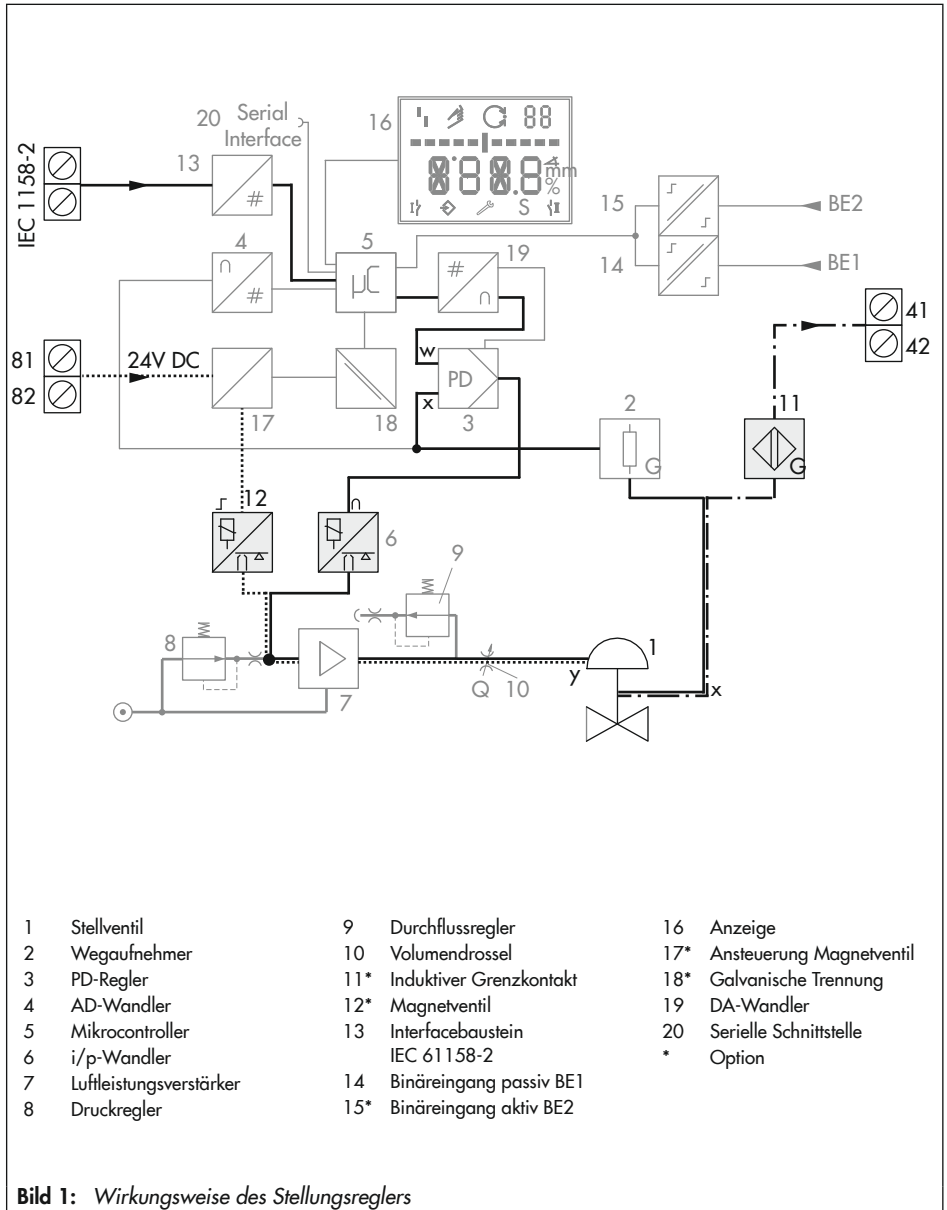 20 Serial
Interface
16
88
mm
%
S
IEC 1158-2
13
#
4
#
5
µC
19
#
15
BE2
14
BE1
41
42
81
82
24V DC
17
18
w
x
PD
3
2
G
11
G
12
6
9
8
7
Q
10
y
1
x
1 Stellventil
2 Wegaufnehmer
3 PD-Regler
4 AD-Wandler
5 Mikrocontroller
6 i/p-Wandler
7 Luftleistungsverstärker
8 Druckregler
9 Durchflussregler
10 Volumendrossel
11* Induktiver Grenzkontakt
12* Magnetventil
13 Interfacebaustein
IEC 61158-2
14 Binäreingang passiv BE1
15* Binäreingang aktiv BE2
16 Anzeige
17* Ansteuerung Magnetventil
18* Galvanische Trennung
19 DA-Wandler
20 Serielle Schnittstelle
* Option
Bild 1: Wirkungsweise des Stellungsreglers